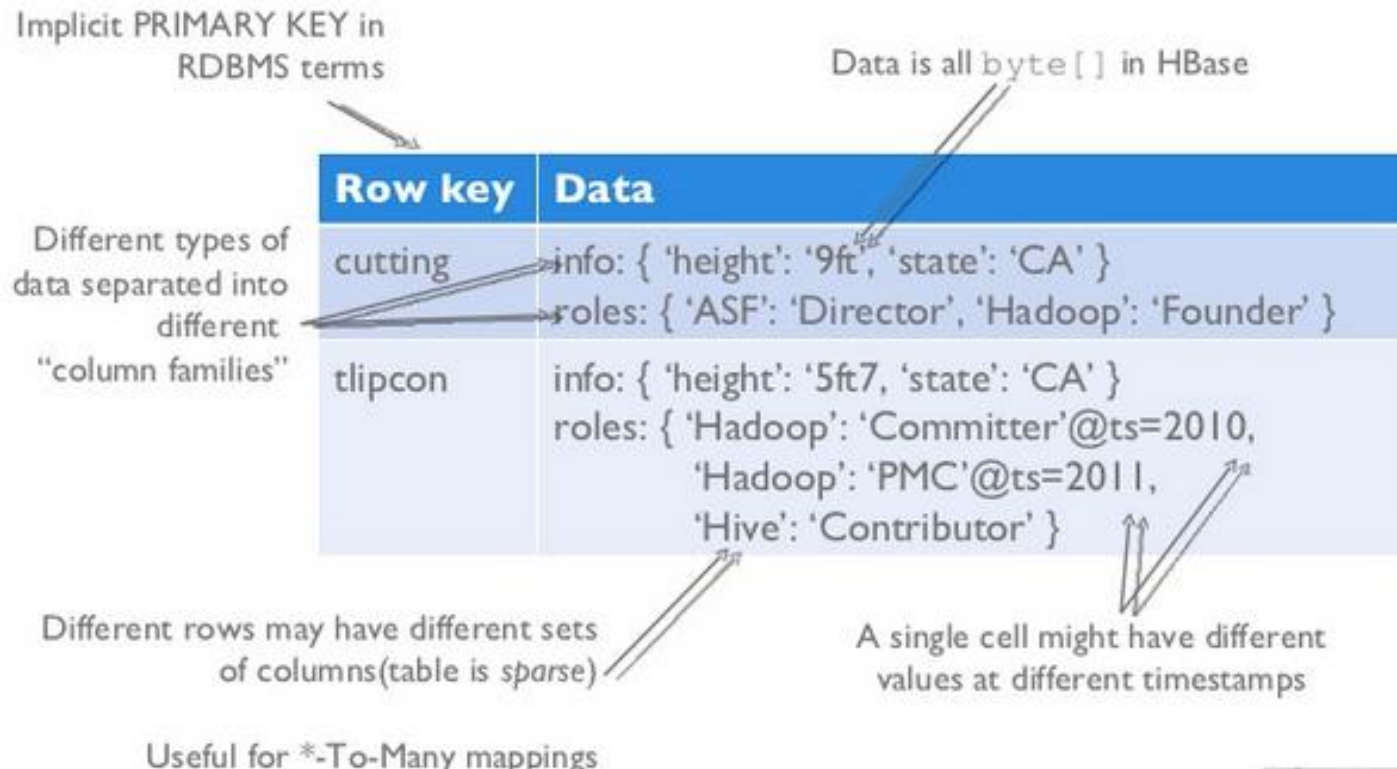 Implicit PRIMARY KEY in
RDBMS terms
Data is all byte[] in HBase
Row key Data
Different types of
data separated into
different
“column families”
cutting info: { ‘height’: ‘9ft’, ‘state’: ‘CA’ }
roles: { ‘ASF’: ‘Director’, ‘Hadoop’: ‘Founder’ }
tlipcon info: { ‘height’: ‘5ft7, ‘state’: ‘CA’ }
roles: { ‘Hadoop’: ‘Committer’@ts=2010,
‘Hadoop’: ‘PMC’@ts=2011,
‘Hive’: ‘Contributor’ }
Different rows may have different sets
of columns(table is sparse)
A single cell might have different
values at different timestamps
Useful for *-To-Many mappings